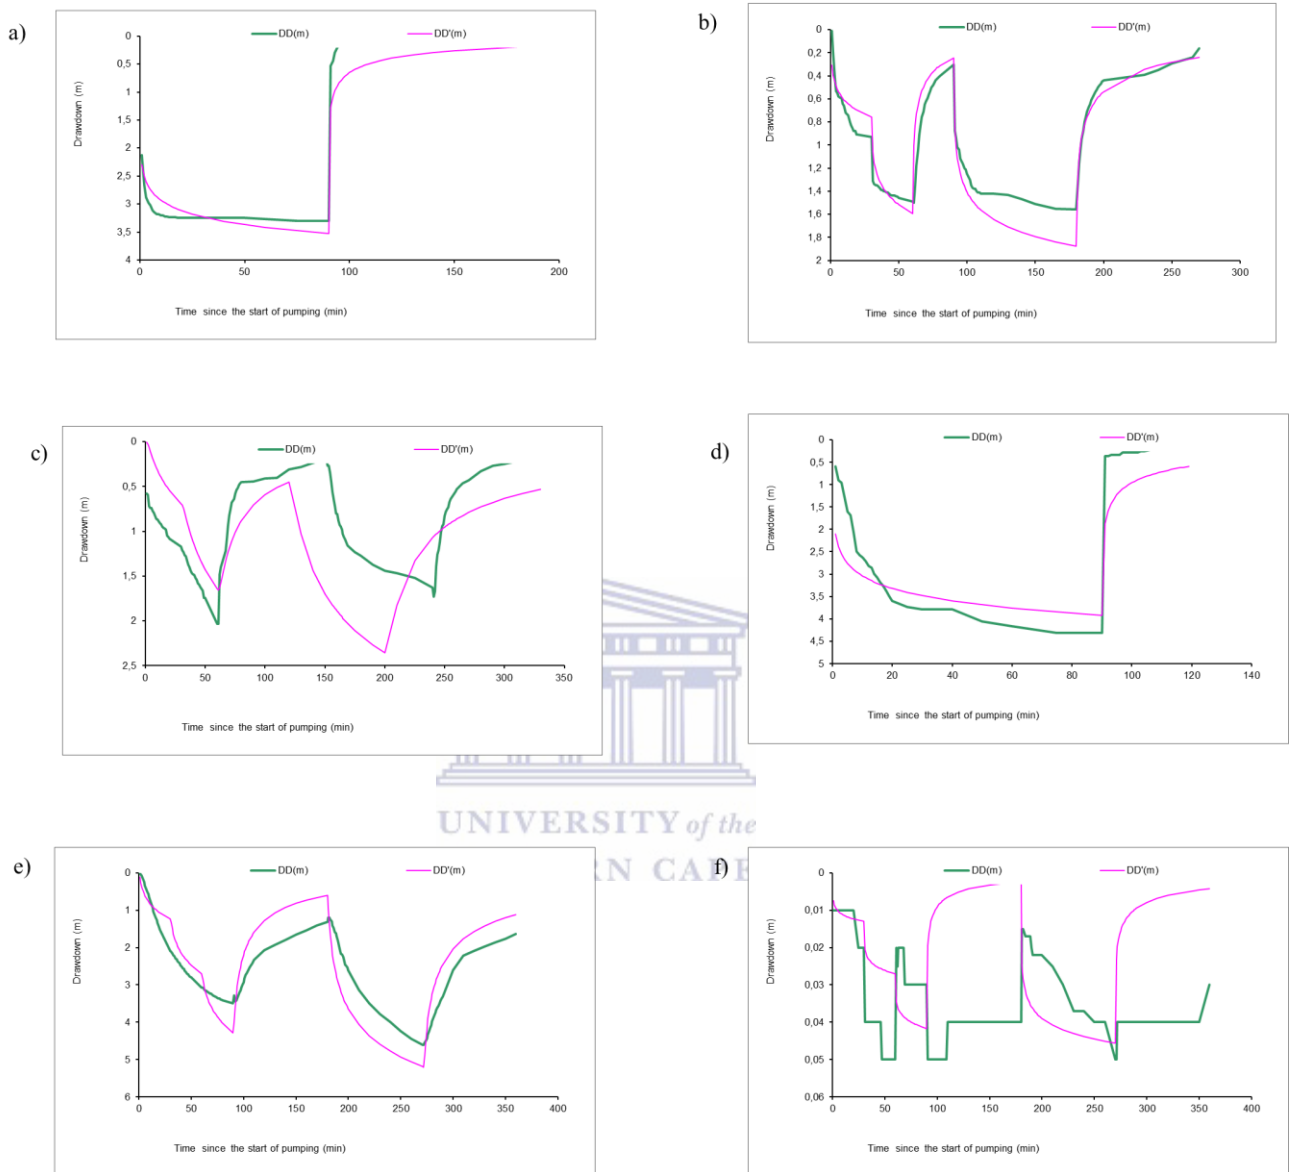 a)
DD(m) DD'(m)
Drawdown (m)
0
0,5
1
1,5
2
2,5
3
3,5
4
0 50 100 150 200
Time since the start of pumping (min)
b)
DD(m) DD'(m)
Drawdown (m)
0
0,2
0,4
0,6
0,8
1
1,2
1,4
1,6
1,8
2
0 50 100 150 200 250 300
Time since the start of pumping (min)
c)
DD(m) DD'(m)
Drawdown (m)
0
0,5
1
1,5
2
2,5
0 50 100 150 200 250 300 350
Time since the start of pumping (min)
d)
DD(m) DD'(m)
Drawdown (m)
0
0,5
1
1,5
2
2,5
3
3,5
4
4,5
5
0 20 40 60 80 100 120 140
Time since the start of pumping (min)
UNIVERSITY of the
RN CAPE
e)
DD(m) DD'(m)
Drawdown (m)
0
1
2
3
4
5
6
0 50 100 150 200 250 300 350 400
Time since the start of pumping (min)
f)
DD(m) DD'(m)
Drawdown (m)
0
0,01
0,02
0,03
0,04
0,05
0,06
0 50 100 150 200 250 300 350 400
Time since the start of pumping (min)